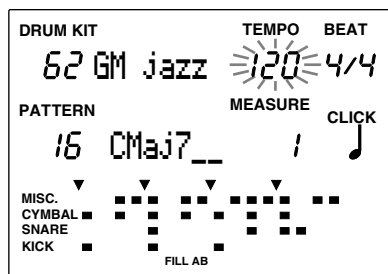 DRUM KIT TEMPO BEAT
62 GM jazz 120 4/4
PATTERN MEASURE CLICK
16 CMaj7__ 1
MISC.
CYMBAL
SNARE
KICK
FILL AB